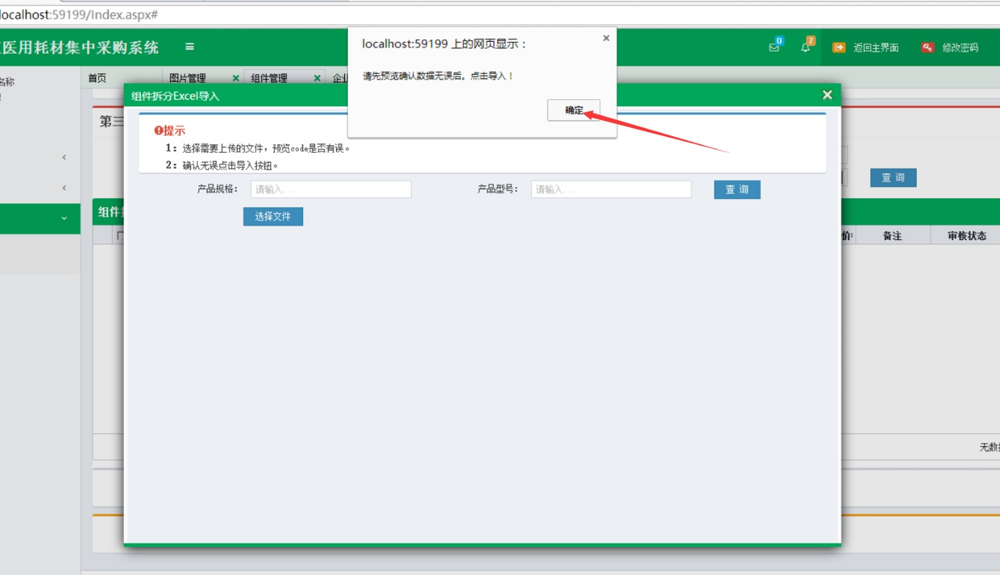 localhost:59199/Index.aspx#
医用耗材集中采购系统
0
7
返回主界面
修改密码
localhost:59199 上的网页显示：
请先预览确认数据无误后。点击导入！
确定
名称
首页
图片管理
组件管理
组件拆分Excel导入
第三
提示
1：选择需要上传的文件，预览code是否有误。
2：确认无误点击导入按钮。
产品规格：
请输入...
产品型号：
请输入...
查 询
查 询
选择文件
组件
备注
审核状态
无数